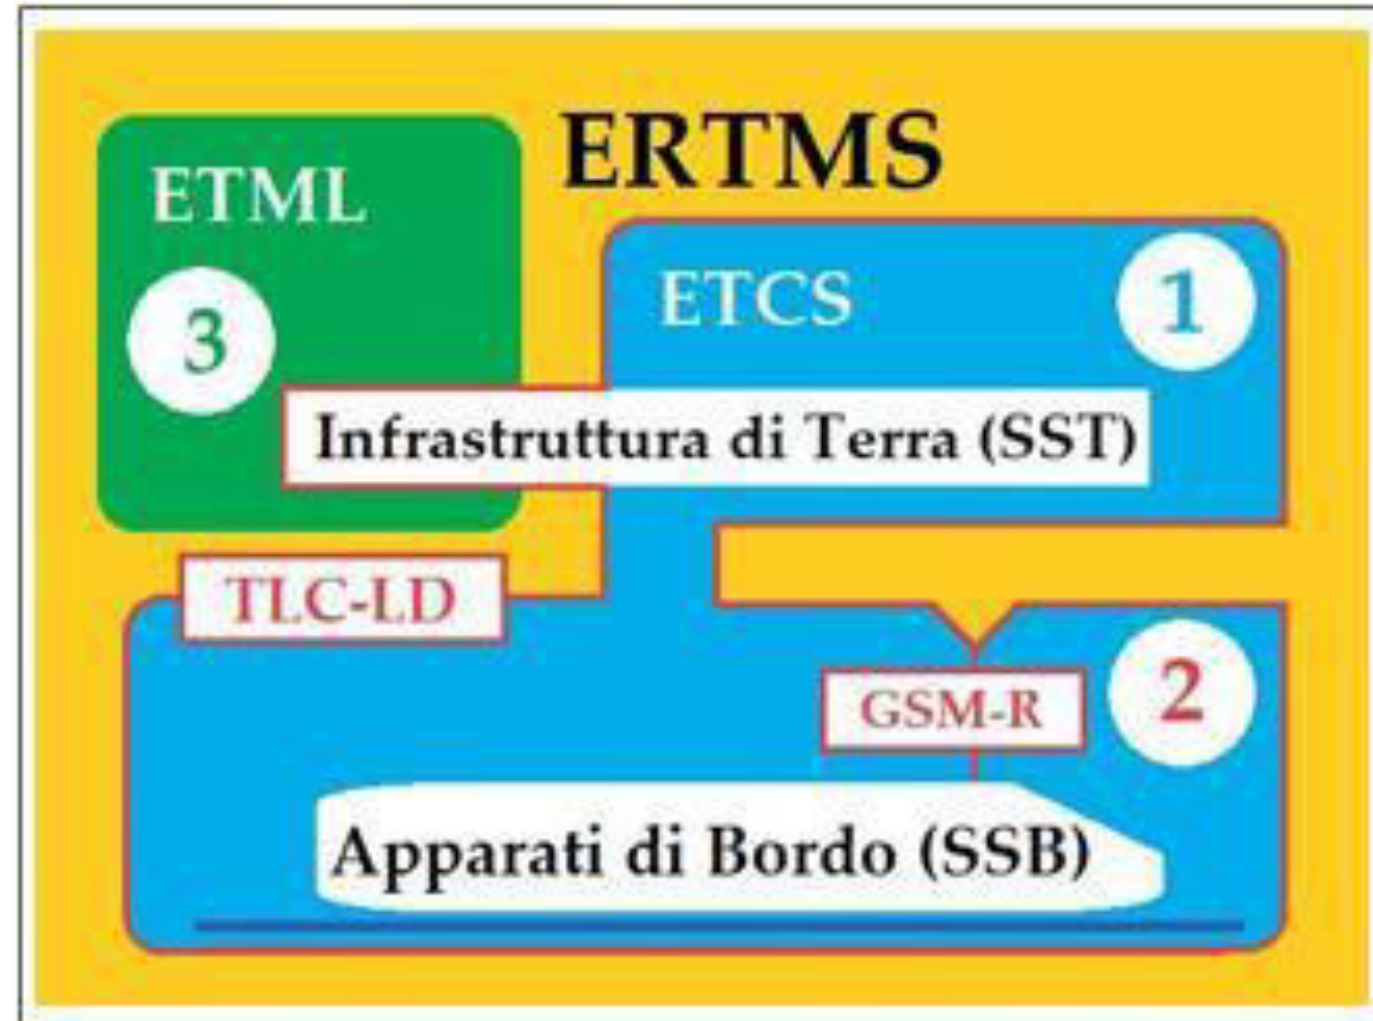 ERTMS
ETML
ETCS
1
3
Infrastruttura di Terra (SST)
TLC-LD
GSM-R
2
Apparati di Bordo (SSB)